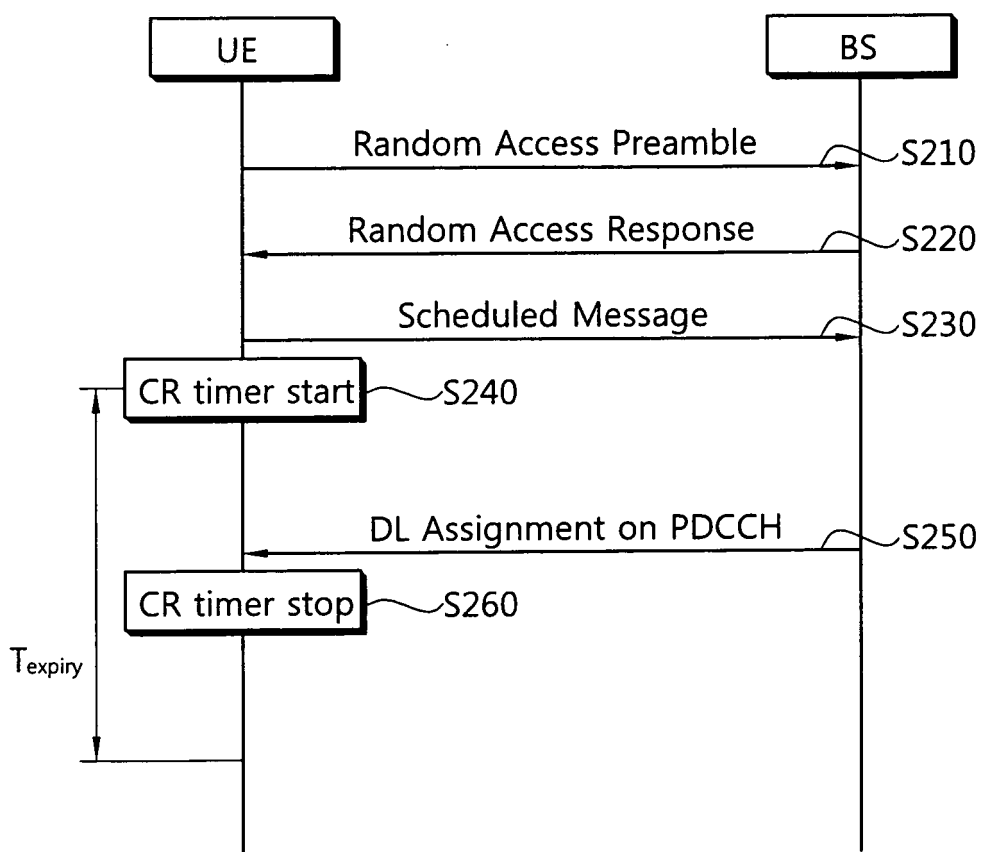 UE
BS
Random Access Preamble
S210
Random Access Response
S220
Scheduled Message
S230
CR timer start
S240
DL Assignment on PDCCH
S250
CR timer stop
S260
Texpiry